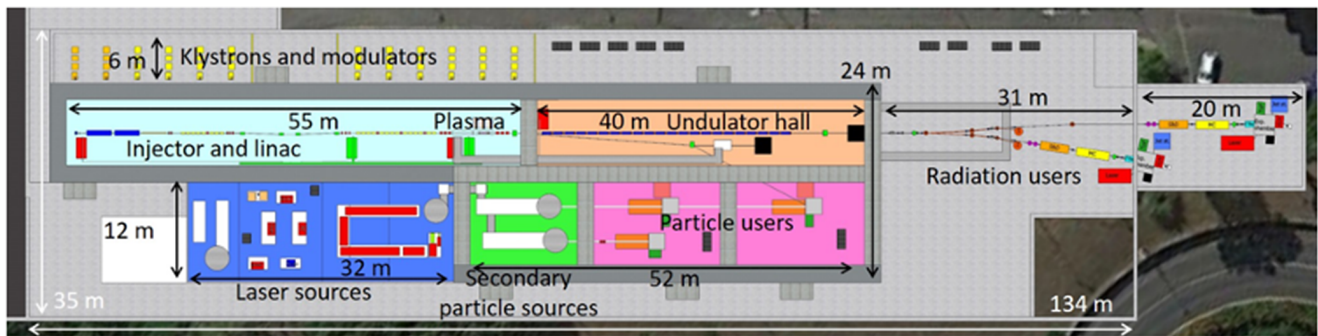 6 m
Klystrons and modulators
24 m
31 m
20 m
55 m
Plasma
40 m
Undulator hall
Injector and linac
Radiation users
12 m
Particle users
32 m
52 m
Laser sources
Secondary
particle sources
35 m
134 m